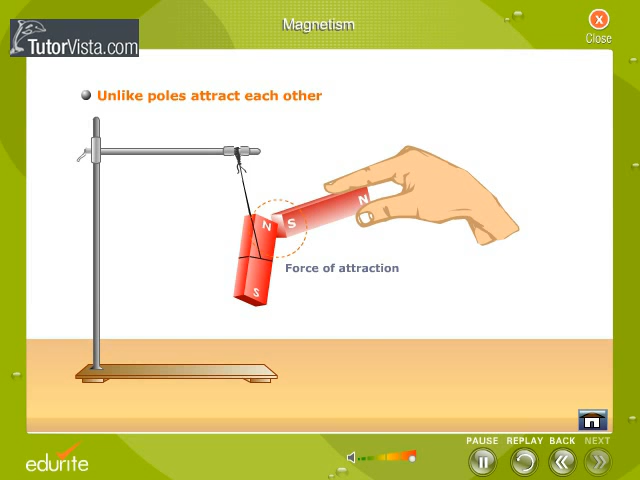 Magnetism
Close
TutorVista.com
Unlike poles attract each other
N
N
S
Force of attraction
S
PAUSE REPLAY BACK NEXT
edurite